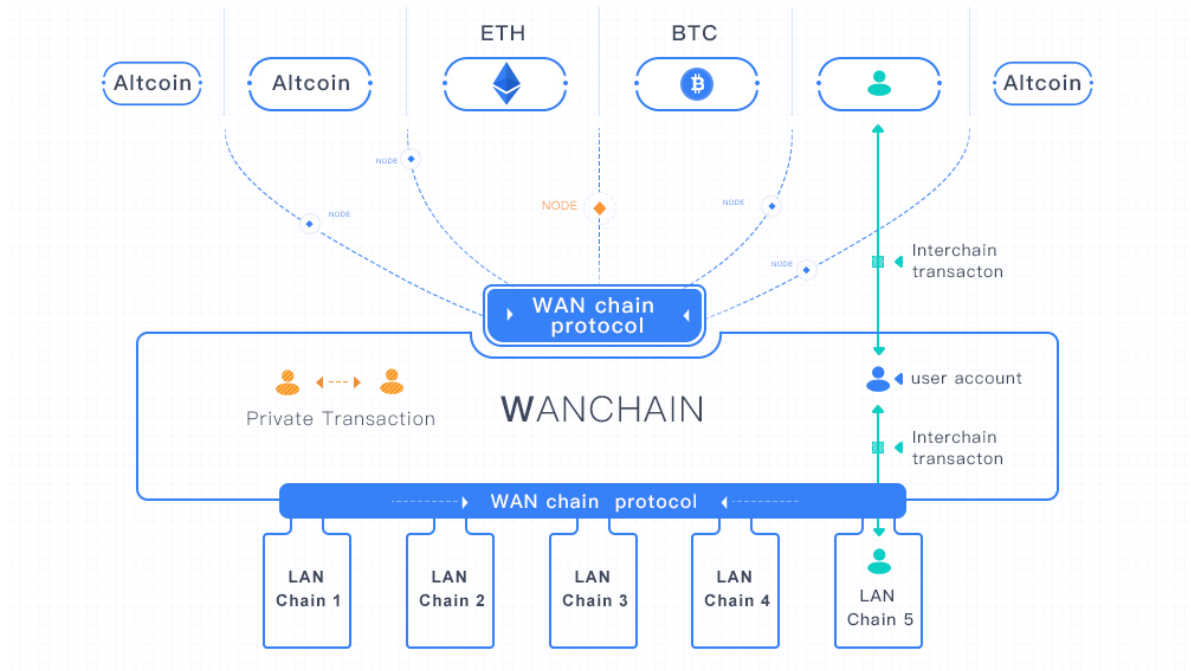 ETH
BTC
Altcoin
Altcoin
Altcoin
NODE
NODE
NODE
NODE
NODE
Interchain
transacton
WAN chain
protocol
user account
Private Transaction
WANCHAIN
Interchain
transacton
WAN chain protocol
LAN
Chain 1
LAN
Chain 2
LAN
Chain 3
LAN
Chain 4
LAN
Chain 5